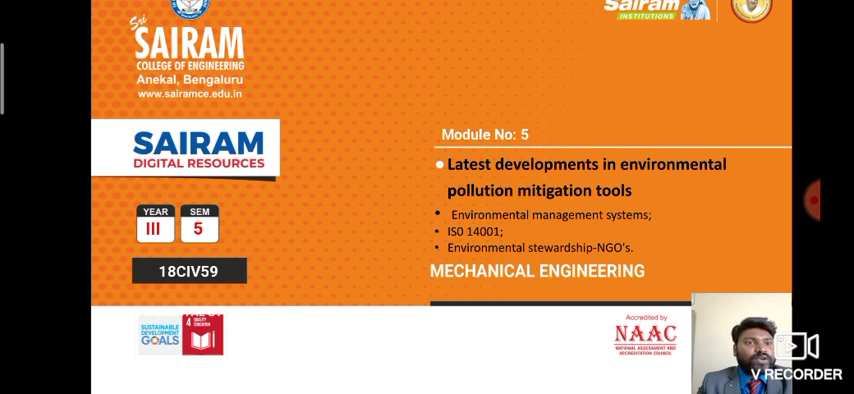 Sri
SAIRAM
COLLEGE OF ENGINEERING
Anekal, Bengaluru
www.sairamce.edu.in
Sairam
INSTITUTIONS
SAIRAM
DIGITAL RESOURCES
YEAR
III
SEM
5
18CIV59
Module No: 5
Latest developments in environmental
pollution mitigation tools
• Environmental management systems;
• IS0 14001;
• Environmental stewardship-NGO's.
MECHANICAL ENGINEERING
SUSTAINABLE
DEVELOPMENT
GOALS
4 QUALITY
EDUCATION
Accredited by
NAAC
NATIONAL ASSESSMENT AND
ACCREDITATION COUNCIL
V RECORDER